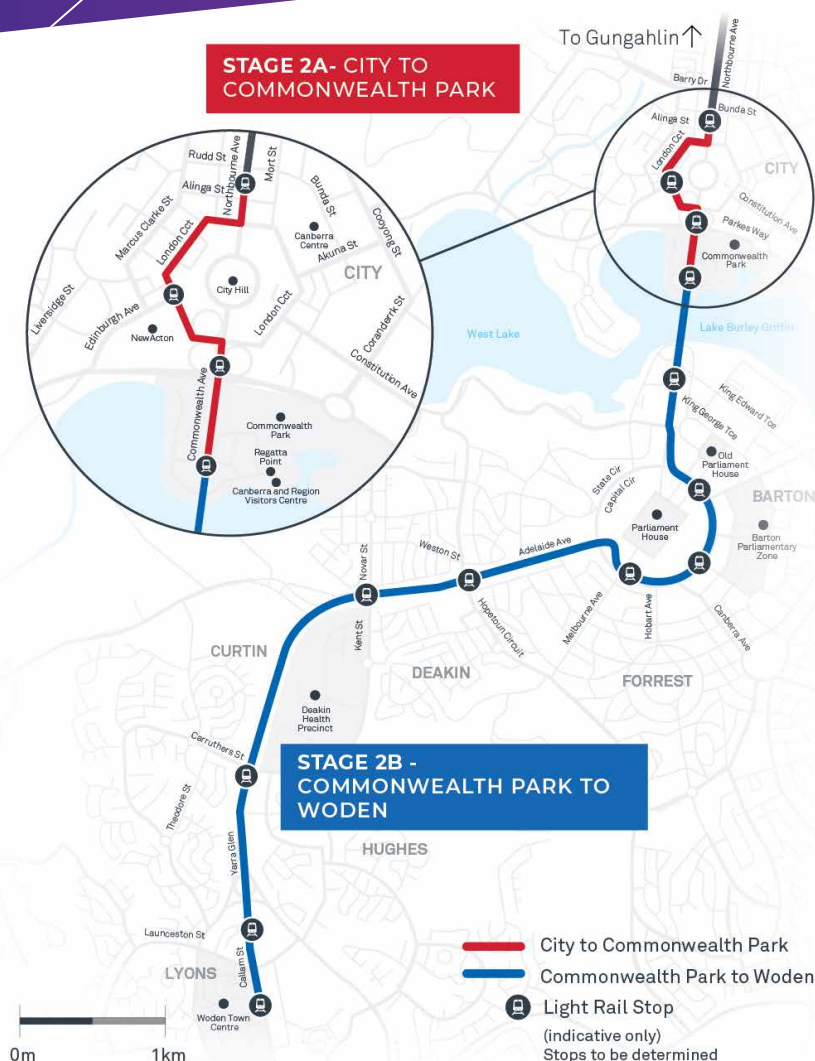 To Gungahlin
Northbourne Ave
STAGE 2A- CITY TO
COMMONWEALTH PARK
Barry Dr
Bunda St
Alinga St
London Cct
CITY
Constitution Ave
Parkes Way
Commonwealth
Park
Rudd St
Northbourne Ave
Mort St
Alinga St
Bunda St
Marcus Clarke St
London Cct
Canberra
Centre
Cooyong St
Akuna St
CITY
City Hill
Liversidge St
Edinburgh Ave
NewActon
London Cct
Coranderrk St
Constitution Ave
Commonwealth Ave
Commonwealth
Park
Regatta
Point
Canberra and Region
Visitors Centre
West Lake
Lake Burley Griffin
King Edward Tce
King George Tce
Old
Parliament
House
State Cir
Capital Cir
BARTON
Parliament
House
Barton
Parliamentary
Zone
Novar St
Weston St
Adelaide Ave
Kent St
Hopetoun Circuit
Melbourne Ave
Hobart Ave
Canberra Ave
CURTIN
DEAKIN
FORREST
Deakin
Health
Precinct
Carruthers St
STAGE 2B -
COMMONWEALTH PARK TO
WODEN
Theodore St
Yarra Glen
HUGHES
Launceston St
Callam St
LYONS
Woden Town
Centre
City to Commonwealth Park
Commonwealth Park to Woden
Light Rail Stop
(indicative only)
Stops to be determined
0m
1km